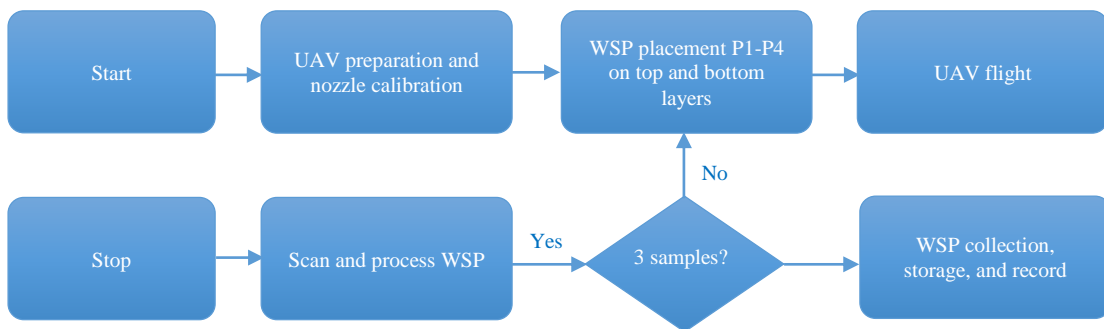 Start
UAV preparation and
nozzle calibration
WSP placement P1-P4
on top and bottom
layers
UAV flight
No
Stop
Scan and process WSP
Yes
3 samples?
WSP collection,
storage, and record